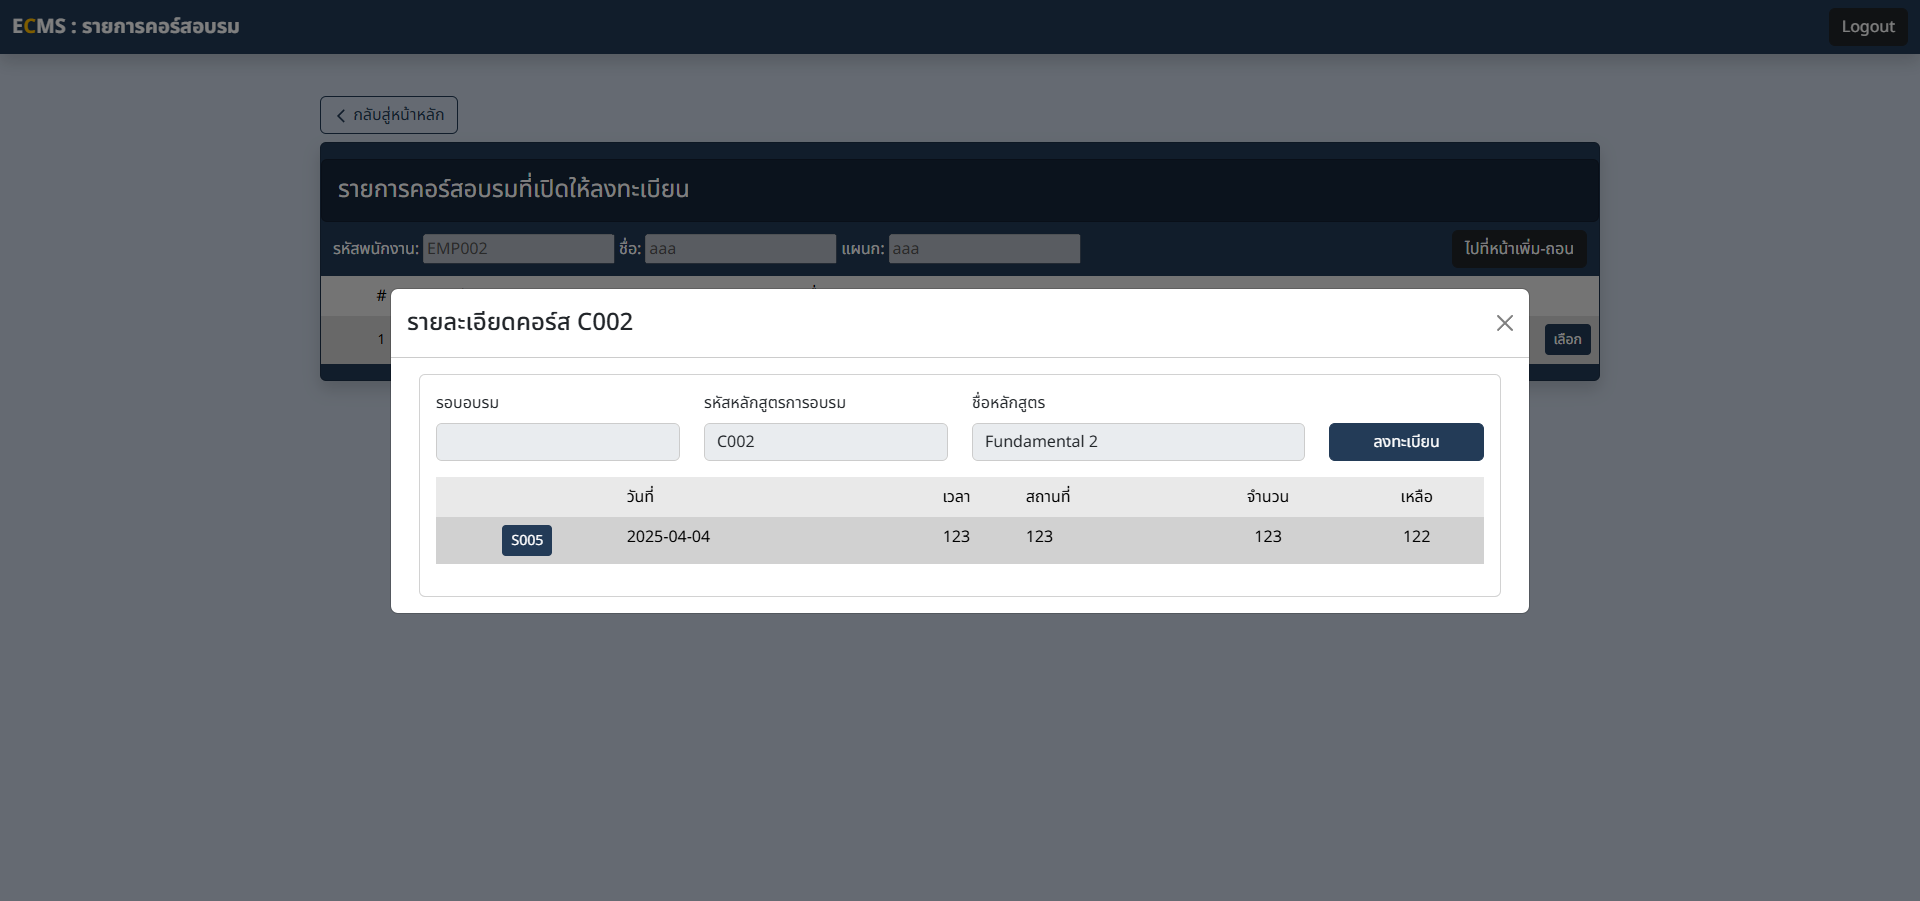 ECMS : รายการคอร์สอบรม
Logout
กลับสู่หน้าหลัก
รายการคอร์สอบรมที่เปิดให้ลงทะเบียน
รหัสพนักงาน: EMP002 ชื่อ: aaa แผนก: aaa ไปที่หน้าเพิ่ม-ถอน
#
1 เลือก
รายละเอียดคอร์ส C002
รอบอบรม รหัสหลักสูตรการอบรม ชื่อหลักสูตร
C002 Fundamental 2 ลงทะเบียน
วันที่ เวลา สถานที่ จำนวน เหลือ
S005 2025-04-04 123 123 123 122